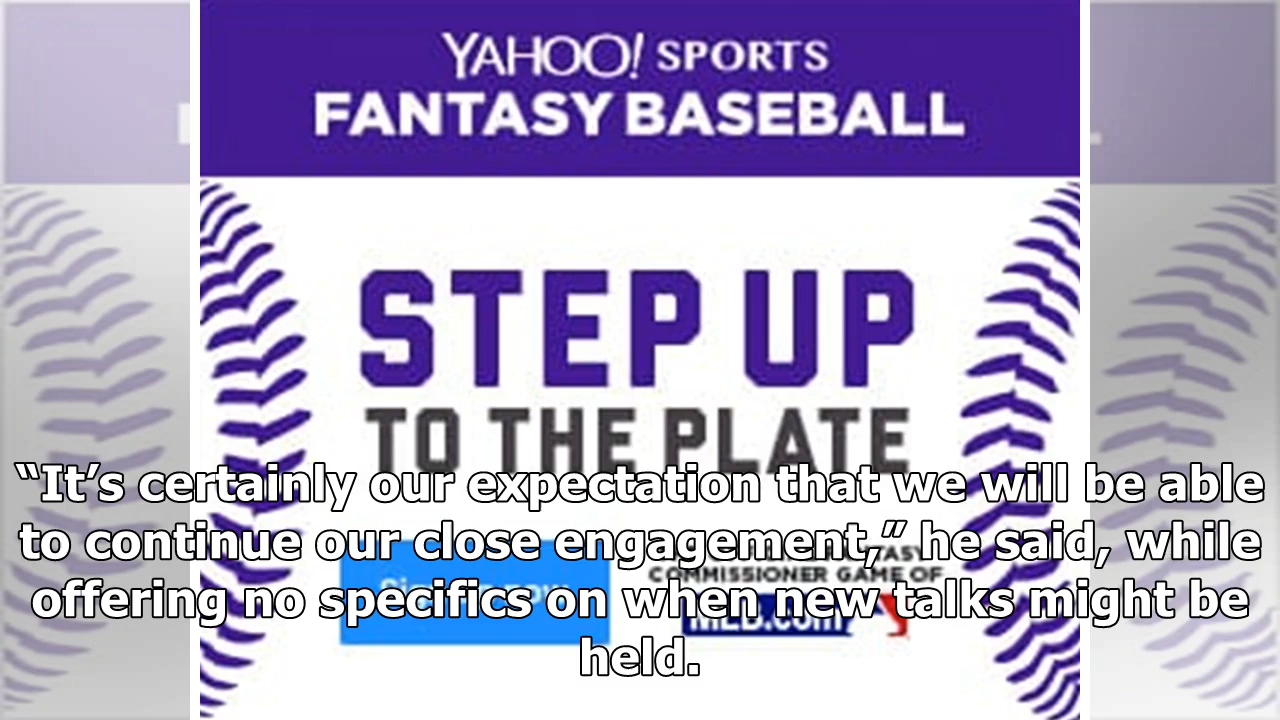 YAHOO! SPORTS
FANTASY BASEBALL
STEP UP
TO THE PLATE
“It’s certainly our expectation that we will be able
to continue our close engagement,” he said, while
COMMISSIONER GAME OF
offering no specifics on when new talks might be
MLB.com
held.